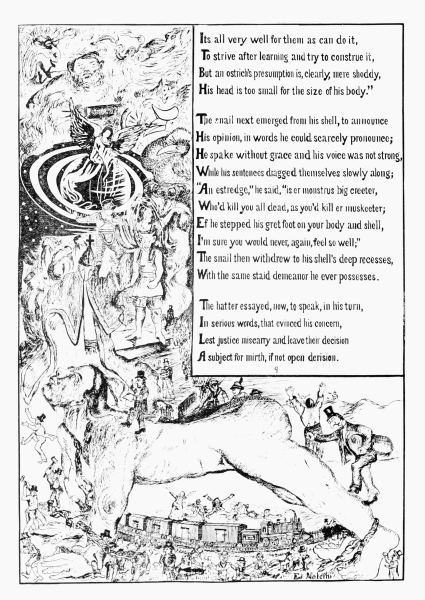 Its all very well for them as can do it,
To strive after learning and try to construe it,
But an ostrich's presumption is, clearly, mere shoddy,
His head is too small for the size of his body."
The snail next emerged from his shell, to announce
His opinion, in words he could scarcely pronounce;
He spake without grace and his voice was not strong,
While his sentences dragged themselves slowly along;
"An estredge," he said, "is er monstrus big creeter,
Who'd kill you all dead, as you'd kill er muskeeter;
Ef he stepped his gret foot on your body and shell,
I'm sure you would never, again, feel so well;"
The snail then withdrew to his shell's deep recesses,
With the same staid demeanor he ever possesses.
The hatter essayed, now, to speak, in his turn,
In serious words, that evinced his concern,
Lest justice miscarry and leave their decision
A subject for mirth, if not open derision.
9